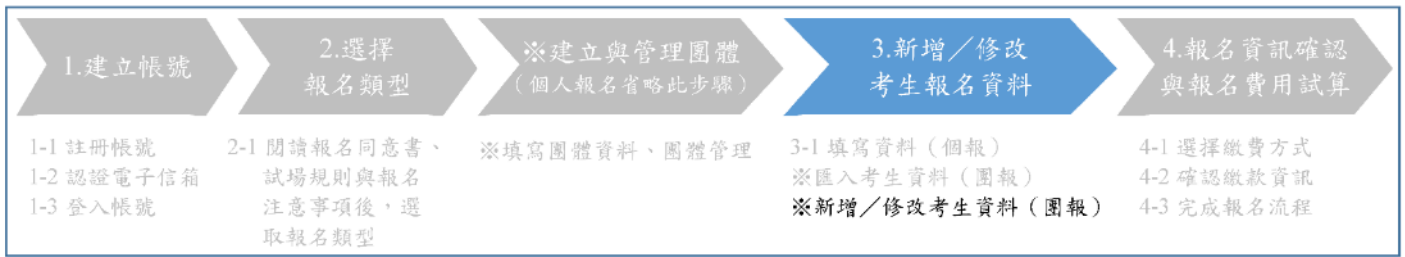 1.建立帳號
2.選擇
報名類型
※建立與管理團體
（個人報名省略此步驟）
3.新增／修改
考生報名資料
4.報名資訊確認
與報名費用試算
1-1 註冊帳號
1-2 認證電子信箱
1-3 登入帳號
2-1 閱讀報名同意書、
試場規則與報名
注意事項後，選
取報名類型
※填寫團體資料、團體管理
3-1 填寫資料（個報）
※匯入考生資料（團報）
※新增／修改考生資料（團報）
4-1 選擇繳費方式
4-2 確認繳款資訊
4-3 完成報名流程